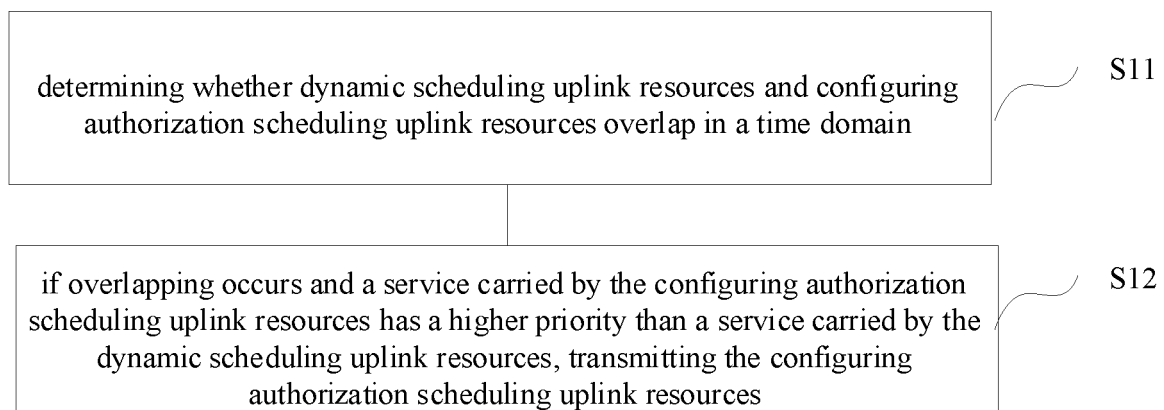 determining whether dynamic scheduling uplink resources and configuring
authorization scheduling uplink resources overlap in a time domain
S11
if overlapping occurs and a service carried by the configuring authorization
scheduling uplink resources has a higher priority than a service carried by the
dynamic scheduling uplink resources, transmitting the configuring
authorization scheduling uplink resources
S12